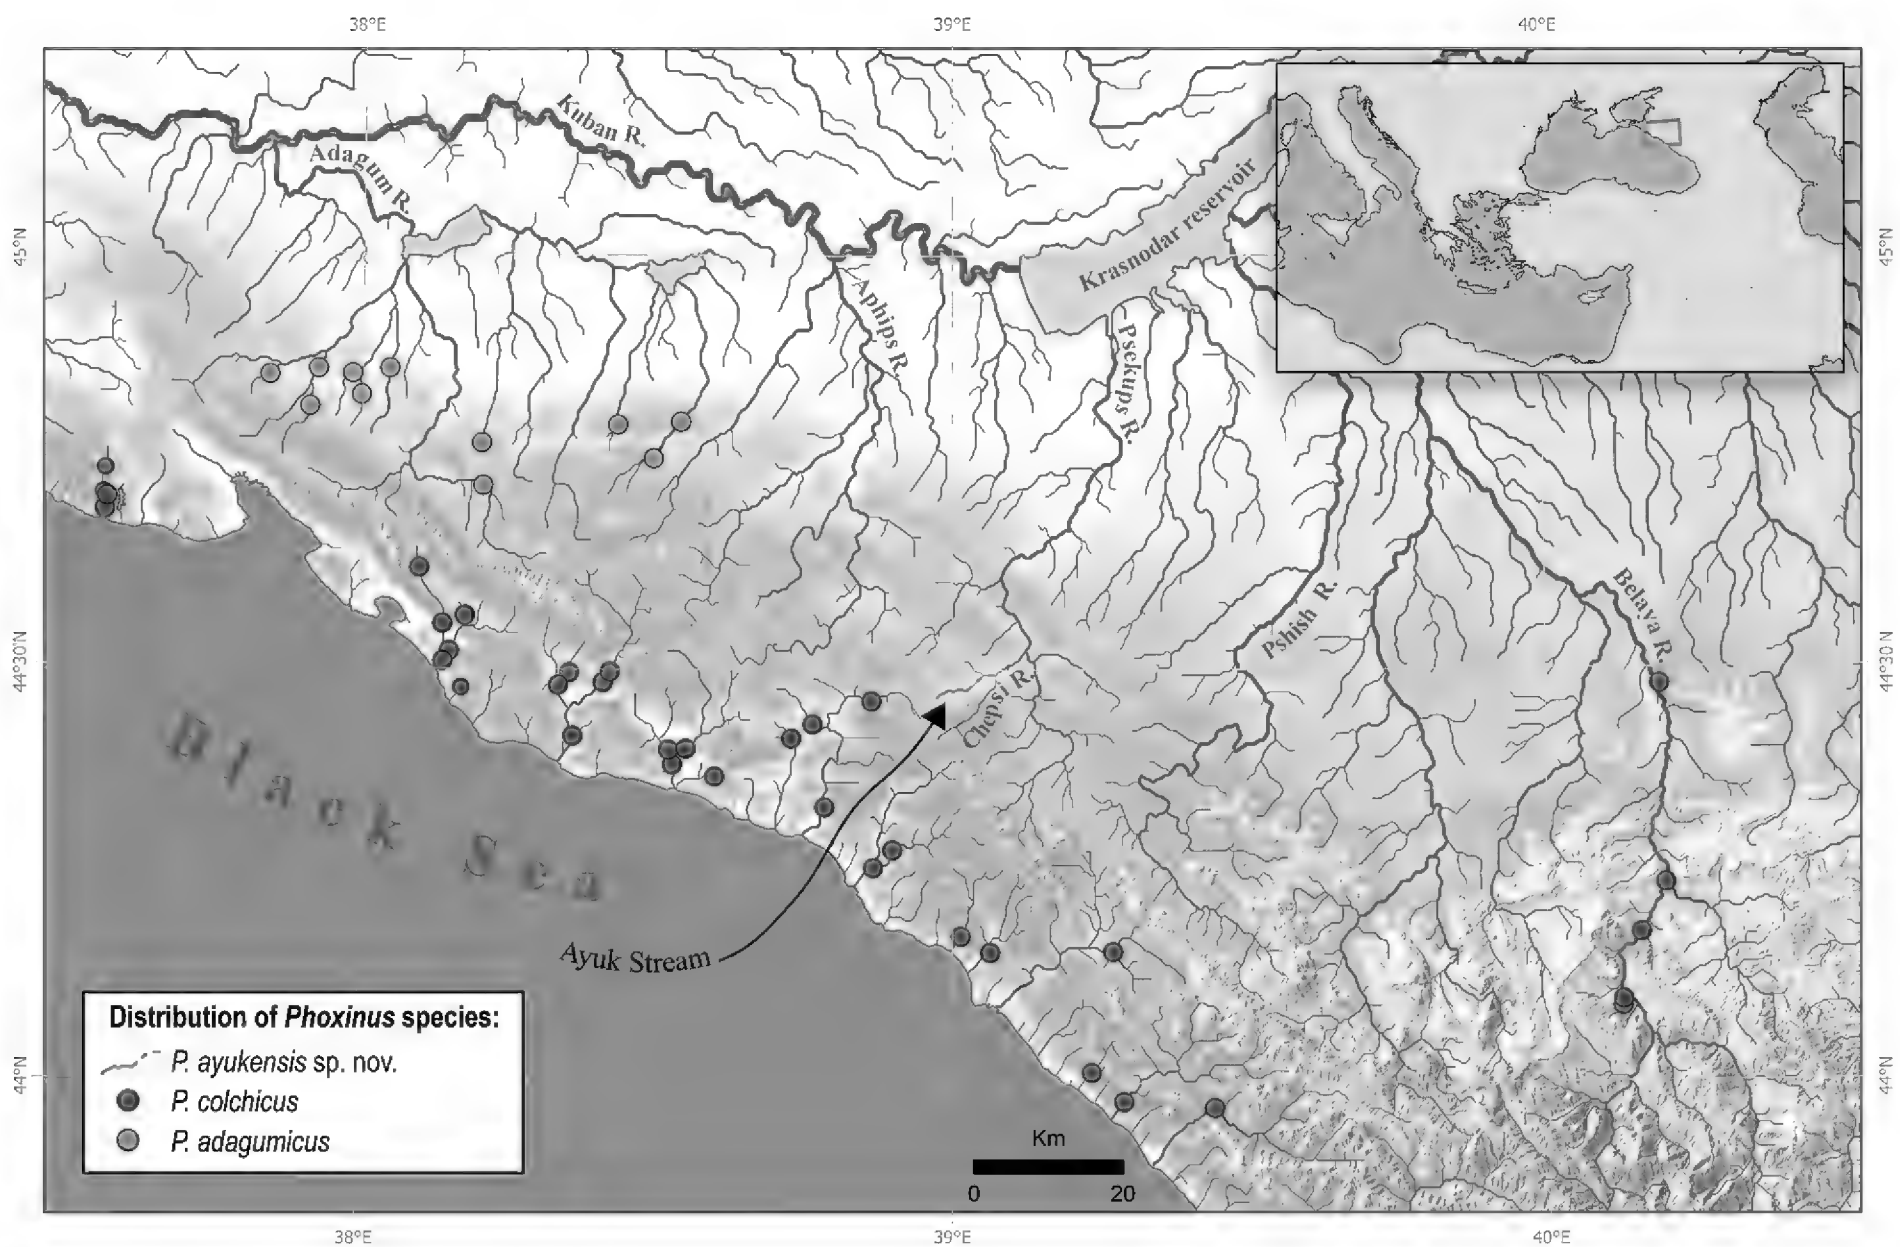 38°E
39°E
40°E
Kuban R.
Adagum R.
Krasnodar reservoir
45°N
45°N
Aphips R.
Psekups R.
Belaya R.
Pshish R.
44°30'N
44°30'N
Chepsi R.
Black Sea
Ayuk Stream
Distribution of Phoxinus species:
P. ayukensis sp. nov.
P. colchicus
P. adagumicus
44°N
44°N
Km
0 20
38°E
39°E
40°E